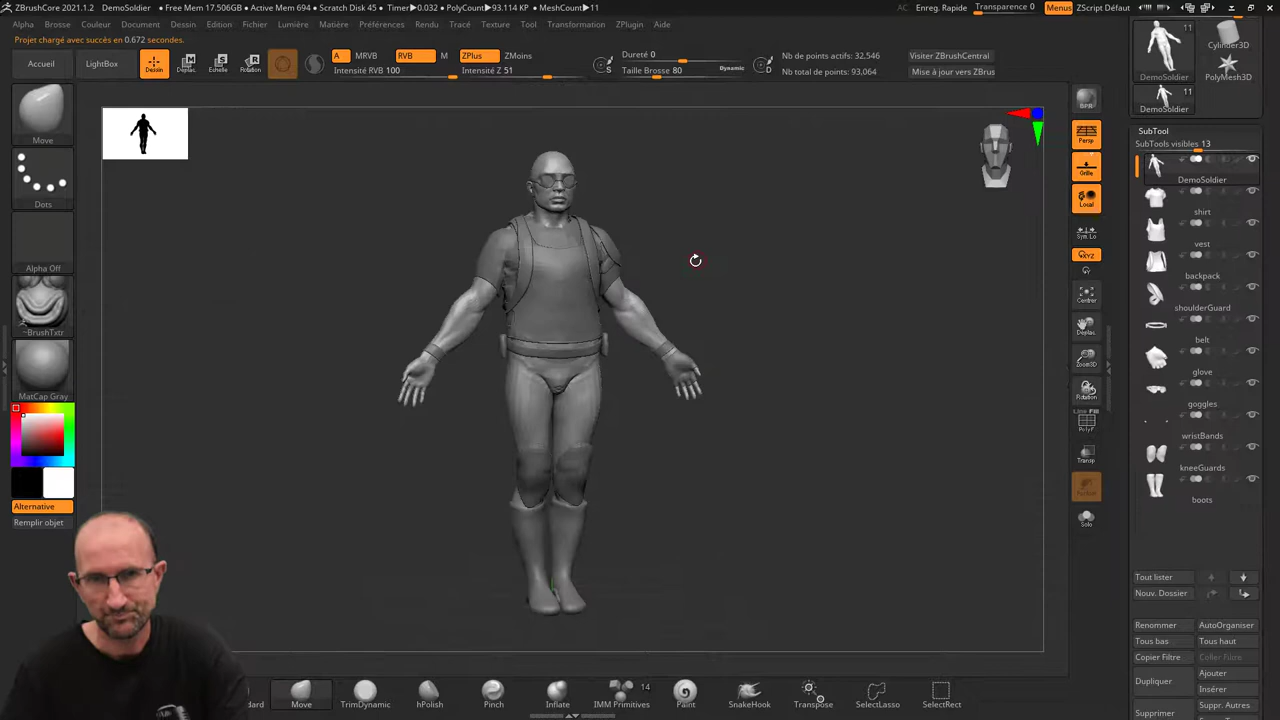 ZBrushCore 2021.1.2 DemoSoldier • Free Mem 17.506GB • Active Mem 694 • Scratch Disk 45 • Timer▶0.032 • PolyCount▶93.114 KP • MeshCount▶11
AC Enreg. Rapide Transparence 0 Menus ZScript Défaut
Alpha Brosse Couleur Document Dessin Edition Fichier Lumière Matière Préférences Rendu Tracé Texture Tool Transformation ZPlugin Aide
Projet chargé avec succès en 0.672 secondes.
Accueil
LightBox
Dessin
Deplac.
Echelle
Rotation
A MRVB RVB M ZPlus ZMoins
Intensité RVB 100 Intensité Z 51
Dureté 0
Taille Brosse 80 Dynamic
Nb de points actifs: 32,546
Nb total points: 93,064
Visiter ZBrushCentral
Mise à jour vers ZBrus
Move
Dots
Alpha Off
~BrushTxtr
MatCap Gray
Alternative
Remplir objet
BPR
Persp
Grille
Local
Sym. Lo
XYZ
Centrer
Déplac.
Zoom3D
Rotation
Line Fill
PolyF
Transp
Solo
11
DemoSoldier
Cylinder3D
PolyMesh3D
11
DemoSoldier
SubTool
SubTools visibles 13
DemoSoldier
shirt
vest
backpack
shoulderGuard
belt
glove
goggles
wristBands
kneeGuards
boots
Tout lister
Nouv. Dossier
Renommer AutoOrganiser
Tous bas Tous haut
Copier Filtre Coller Filtre
Dupliquer Ajouter
Insérer
Supprimer Suppr. Autres
dard Move TrimDynamic hPolish Pinch Inflate IMM Primitives 14 Paint SnakeHook Transpose SelectLasso SelectRect